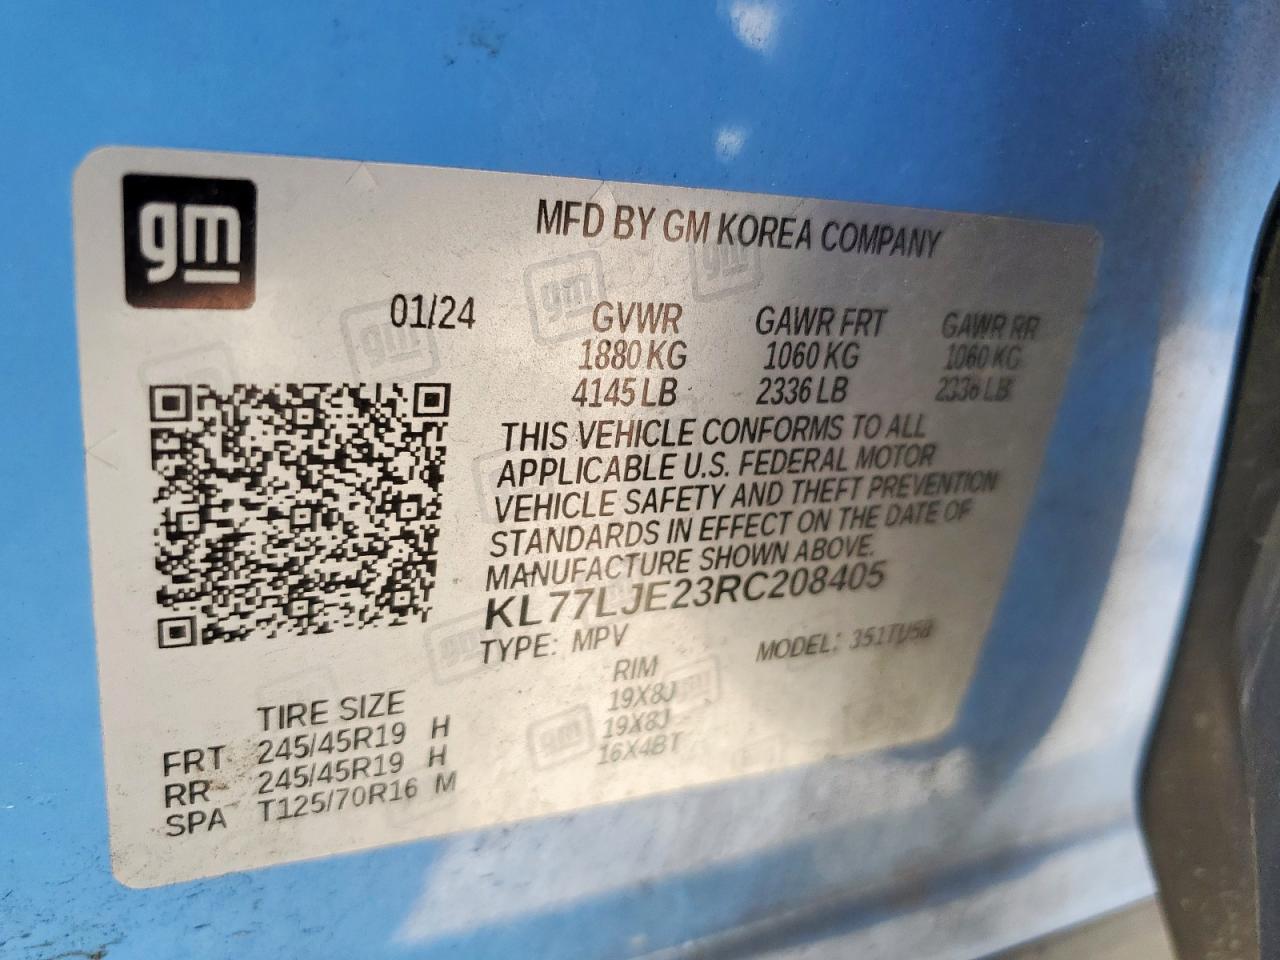 gm
MFD BY GM KOREA COMPANY
01/24 GVWR GAWR FRT GAWR RR
1880 KG 1060 KG 1060 KG
4145 LB 2336 LB 2336 LB
THIS VEHICLE CONFORMS TO ALL
APPLICABLE U.S. FEDERAL MOTOR
VEHICLE SAFETY AND THEFT PREVENTION
STANDARDS IN EFFECT ON THE DATE OF
MANUFACTURE SHOWN ABOVE.
KL77LJE23RC208405
TYPE: MPV MODEL: 351TU58
TIRE SIZE RIM
FRT 245/45R19 H 19X8J
RR 245/45R19 H 19X8J
SPA T125/70R16 M 16X4BT